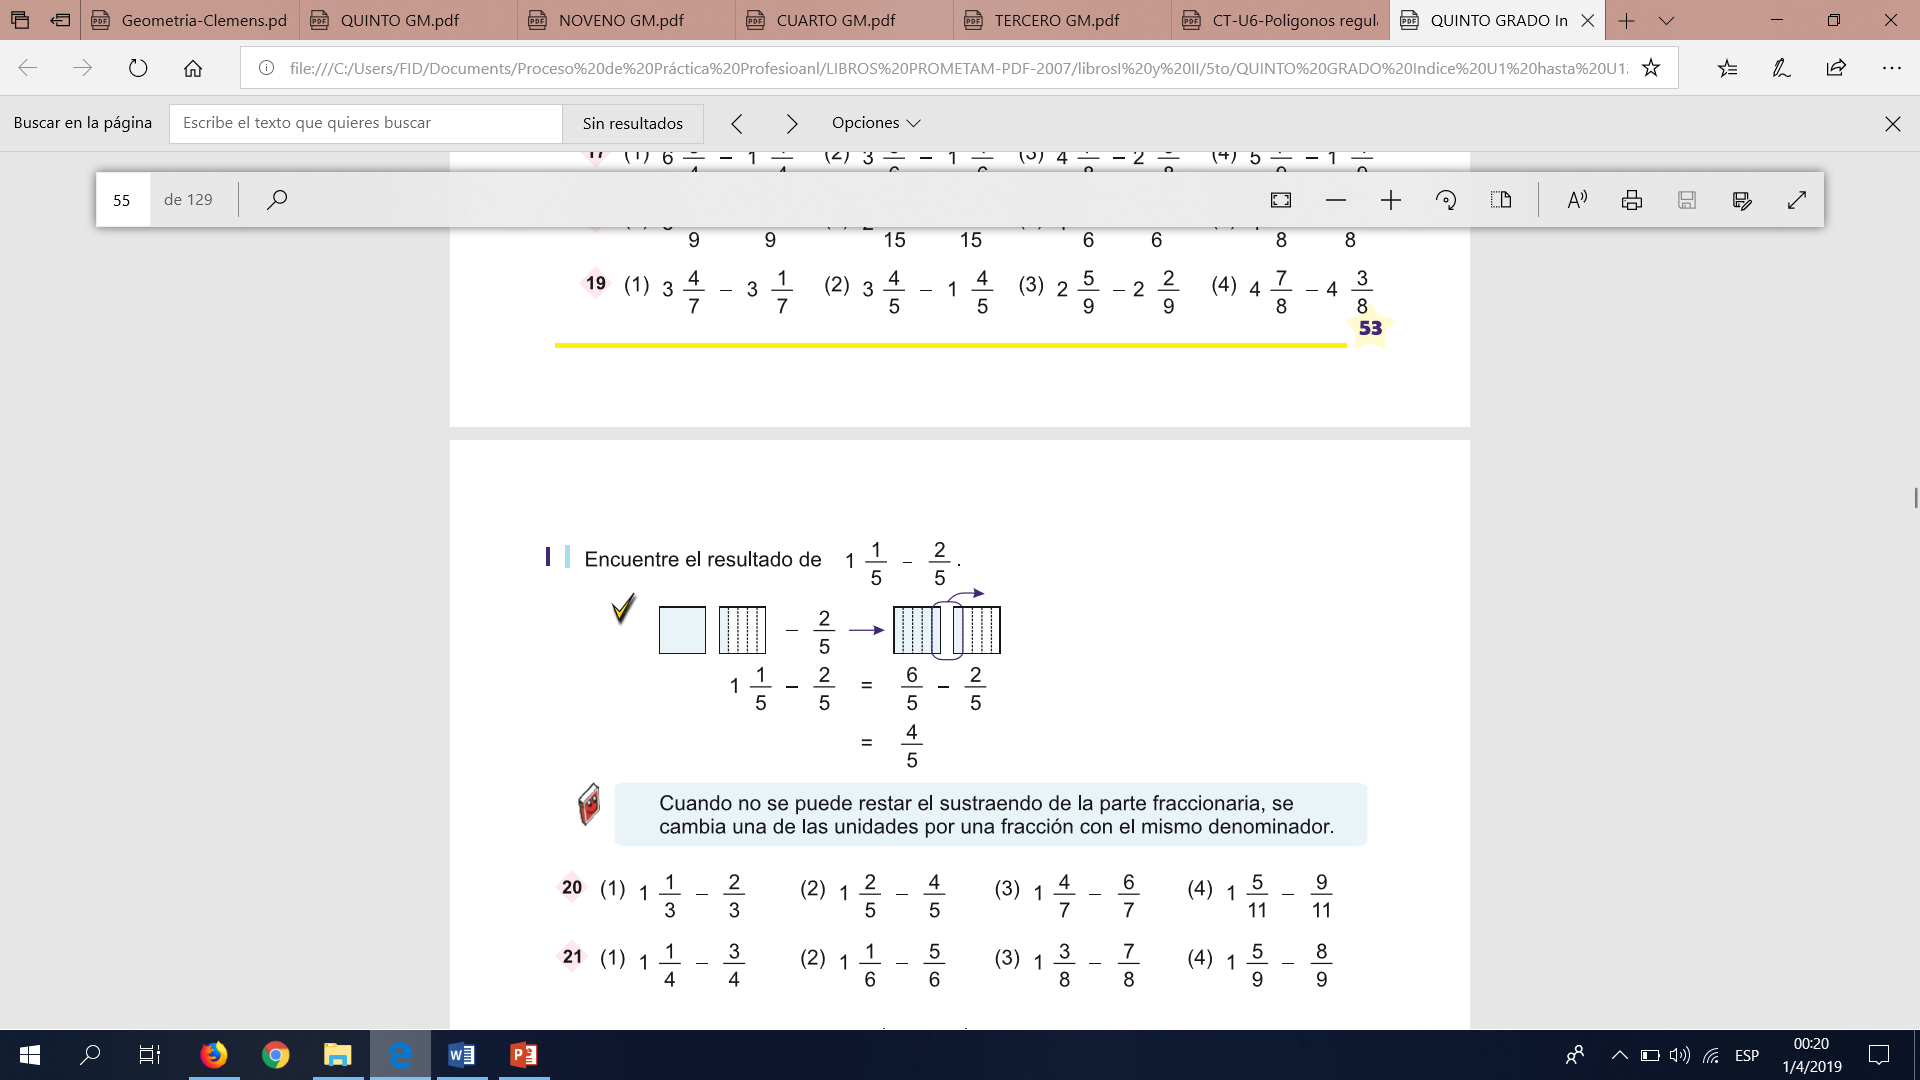 Geometria-Clemens.pd
QUINTO GM.pdf
NOVENO GM.pdf
CUARTO GM.pdf
TERCERO GM.pdf
CT-U6-Poligonos regul
QUINTO GRADO In
file:///C:/Users/FID/Documents/Proceso%20de%20Práctica%20Profesioanl/LIBROS%20PROMETAM-PDF-2007/librosI%20y%20II/5to/QUINTO%20GRADO%20Indice%20U1%20hasta%20U1
Buscar en la página
Escribe el texto que quieres buscar
Sin resultados
Opciones
55 de 129
9 9 15 15 6 6 8 8
19 (1) 3 4/7 – 3 1/7 (2) 3 4/5 – 1 4/5 (3) 2 5/9 – 2 2/9 (4) 4 7/8 – 4 3/8
53
Encuentre el resultado de 1 1/5 – 2/5 .
– 2/5
1 1/5 – 2/5 = 6/5 – 2/5
= 4/5
Cuando no se puede restar el sustraendo de la parte fraccionaria, se
cambia una de las unidades por una fracción con el mismo denominador.
20 (1) 1 1/3 – 2/3 (2) 1 2/5 – 4/5 (3) 1 4/7 – 6/7 (4) 1 5/11 – 9/11
21 (1) 1 1/4 – 3/4 (2) 1 1/6 – 5/6 (3) 1 3/8 – 7/8 (4) 1 5/9 – 8/9
ESP
00:20
1/4/2019